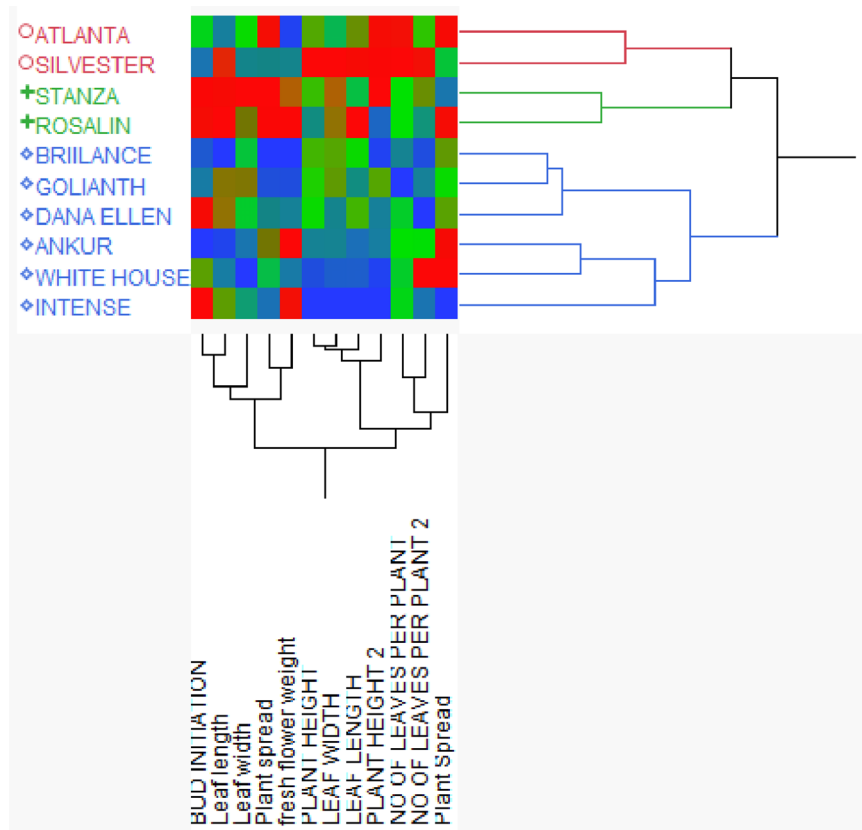 ATLANTA
SILVESTER
STANZA
ROSALIN
BRIILANCE
GOLIANTH
DANA ELLEN
ANKUR
WHITE HOUSE
INTENSE
BUD INITIATION
Leaf length
Leaf width
Plant spread
fresh flower weight
PLANT HEIGHT
LEAF WIDTH
LEAF LENGTH
PLANT HEIGHT 2
NO OF LEAVES PER PLANT
NO OF LEAVES PER PLANT 2
Plant Spread